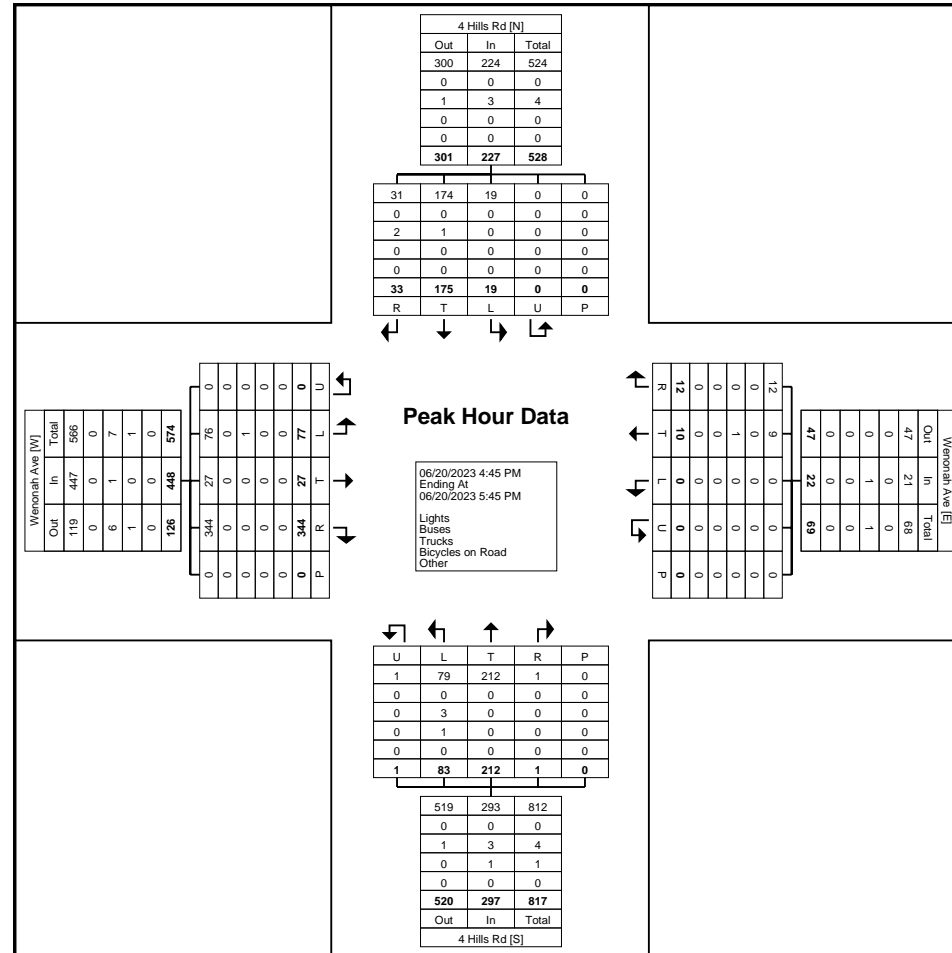 4 Hills Rd [N]
Out In Total
300 224 524
0 0 0
1 3 4
0 0 0
0 0 0
301 227 528
31 174 19 0 0
0 0 0 0 0
2 1 0 0 0
0 0 0 0 0
0 0 0 0 0
33 175 19 0 0
R T L U P
Wenonah Ave [W]
Total 566 0 7 1 0 574
In 447 0 1 0 0 448
Out 119 0 6 1 0 126
0 0 0 0 0 0 U
76 0 1 0 0 77 L
27 0 0 0 0 27 T
344 0 0 0 0 344 R
0 0 0 0 0 0 P
Peak Hour Data
06/20/2023 4:45 PM
Ending At
06/20/2023 5:45 PM
Lights
Buses
Trucks
Bicycles on Road
Other
R 12 0 0 0 0 12
T 10 0 0 1 0 9
L 0 0 0 0 0 0
U 0 0 0 0 0 0
P 0 0 0 0 0 0
47 0 0 0 0 47 Out
22 0 0 1 0 21 In
69 0 0 1 0 68 Total
Wenonah Ave [E]
U L T R P
1 79 212 1 0
0 0 0 0 0
0 3 0 0 0
0 1 0 0 0
0 0 0 0 0
1 83 212 1 0
519 293 812
0 0 0
1 3 4
0 1 1
0 0 0
520 297 817
Out In Total
4 Hills Rd [S]